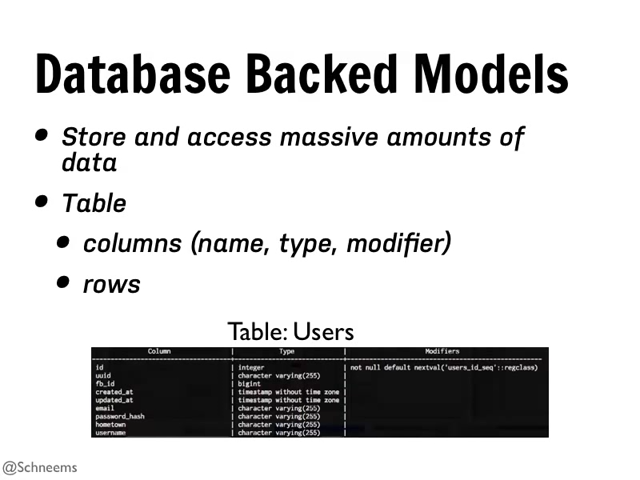 Database Backed Models
• Store and access massive amounts of
data
• Table
• columns (name, type, modifier)
• rows
Table: Users
Column | Type | Modifiers
id | integer | not null default nextval('users_id_seq'::regclass)
uuid | character varying(255) |
fb_id | bigint |
created_at | timestamp without time zone |
updated_at | timestamp without time zone |
email | character varying(255) |
password_hash | character varying(255) |
hometown | character varying(255) |
username | character varying(255) |
@Schneems